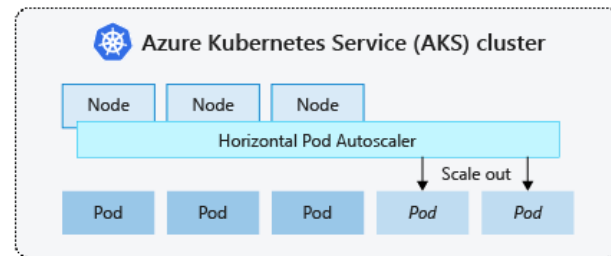 Azure Kubernetes Service (AKS) cluster
Node Node Node
Horizontal Pod Autoscaler
Scale out
Pod Pod Pod Pod Pod